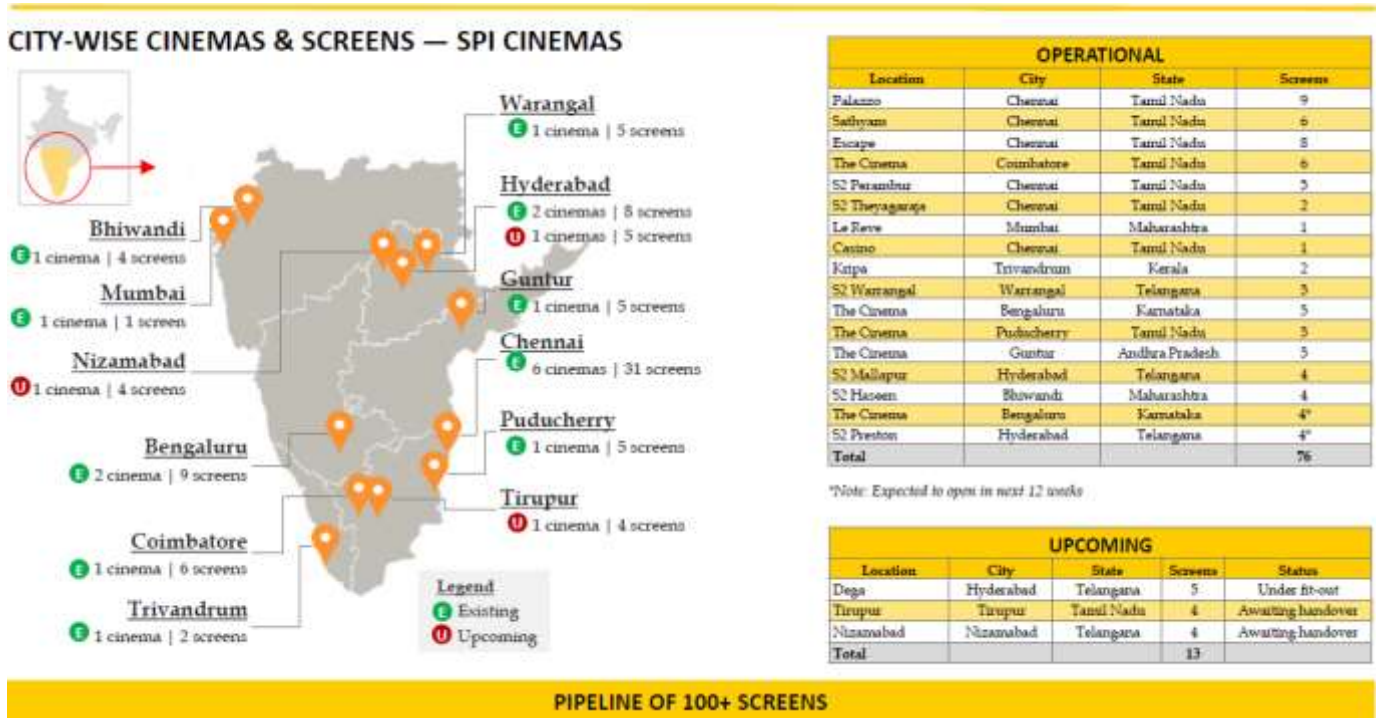 CITY-WISE CINEMAS & SCREENS — SPI CINEMAS
Warangal
E 1 cinema | 5 screens
Hyderabad
E 2 cinemas | 8 screens
U 1 cinemas | 5 screens
Bhiwandi
E 1 cinema | 4 screens
Guntur
E 1 cinema | 5 screens
Mumbai
E 1 cinema | 1 screen
Chennai
E 6 cinemas | 31 screens
Nizamabad
U 1 cinema | 4 screens
Puducherry
E 1 cinema | 5 screens
Bengaluru
E 2 cinema | 9 screens
Tirupur
U 1 cinema | 4 screens
Coimbatore
E 1 cinema | 6 screens
Trivandrum
E 1 cinema | 2 screens
Legend
E Existing
U Upcoming
OPERATIONAL
Location City State Screens
Palazzo Chennai Tamil Nadu 9
Sathyam Chennai Tamil Nadu 6
Escape Chennai Tamil Nadu 8
The Cinema Coimbatore Tamil Nadu 6
S2 Perambur Chennai Tamil Nadu 5
S2 Theyagaraja Chennai Tamil Nadu 2
Le Reve Mumbai Maharashtra 1
Casino Chennai Tamil Nadu 1
Kripa Trivandrum Kerala 2
S2 Warrangal Warrangal Telangana 5
The Cinema Bengaluru Karnataka 5
The Cinema Puducherry Tamil Nadu 5
The Cinema Guntur Andhra Pradesh 5
S2 Mallapur Hyderabad Telangana 4
S2 Haseen Bhiwandi Maharashtra 4
The Cinema Bengaluru Karnataka 4*
S2 Preston Hyderabad Telangana 4*
Total 76
*Note: Expected to open in next 12 weeks
UPCOMING
Location City State Screens Status
Dega Hyderabad Telangana 5 Under fit-out
Tirupur Tirupur Tamil Nadu 4 Awaiting handover
Nizamabad Nizamabad Telangana 4 Awaiting handover
Total 13
PIPELINE OF 100+ SCREENS